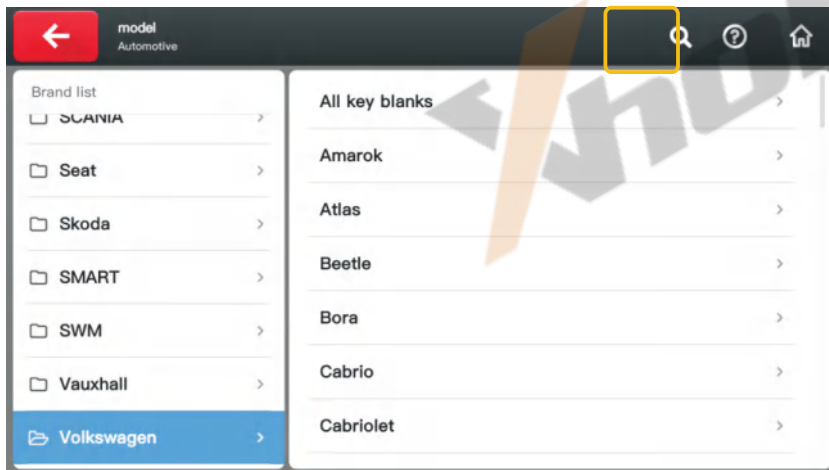 model
Automotive
Brand list
SCANIA
Seat
Skoda
SMART
SWM
Vauxhall
Volkswagen
All key blanks
Amarok
Atlas
Beetle
Bora
Cabrio
Cabriolet